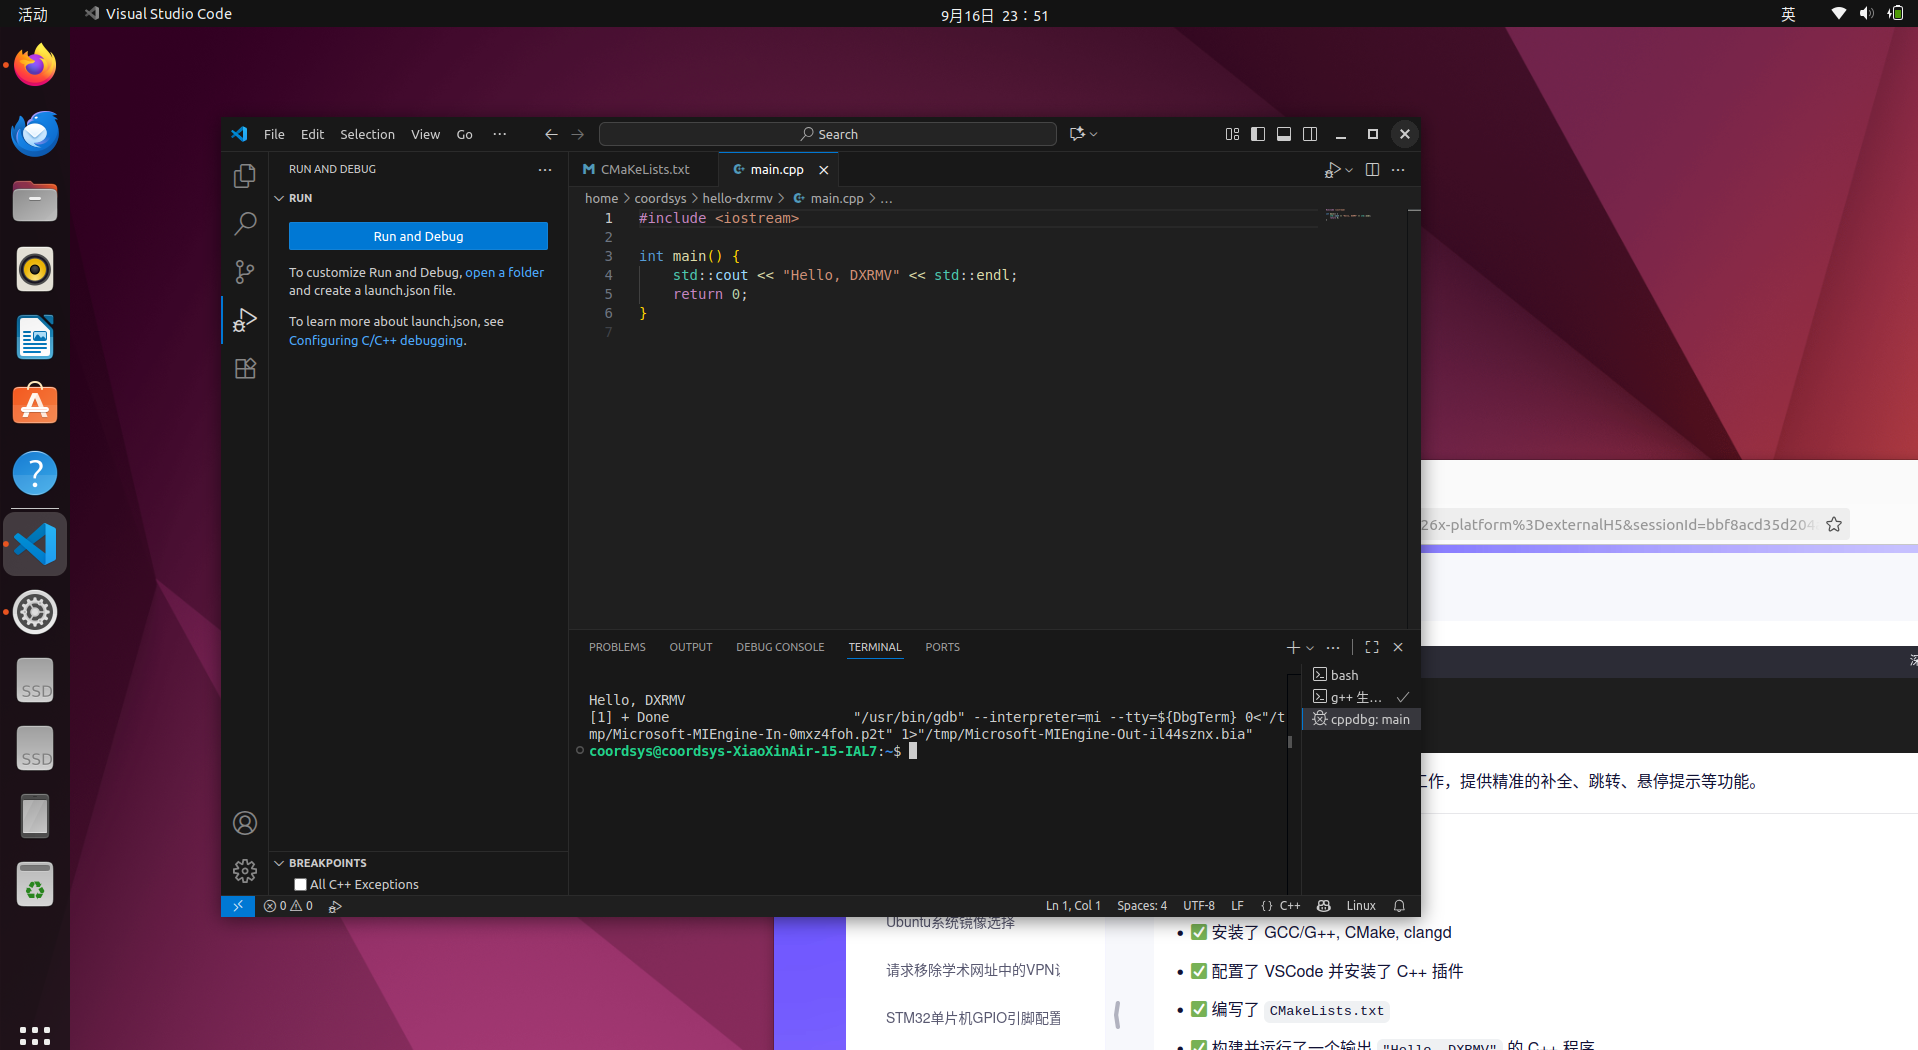 活动
Visual Studio Code
9月16日 23：51
英
File Edit Selection View Go ···
Search
RUN AND DEBUG
RUN
Run and Debug
To customize Run and Debug, open a folder
and create a launch.json file.
To learn more about launch.json, see
Configuring C/C++ debugging.
BREAKPOINTS
All C++ Exceptions
CMaKeLists.txt
main.cpp
home > coordsys > hello-dxrmv > main.cpp > ...
1 #include <iostream>
2
3 int main() {
4 std::cout << "Hello, DXRMV" << std::endl;
5 return 0;
6 }
7
PROBLEMS OUTPUT DEBUG CONSOLE TERMINAL PORTS
Hello, DXRMV
[1] + Done "/usr/bin/gdb" --interpreter=mi --tty=${DbgTerm} 0<"/t
mp/Microsoft-MIEngine-In-0mxz4foh.p2t" 1>"/tmp/Microsoft-MIEngine-Out-il44sznx.bia"
coordsys@coordsys-XiaoXinAir-15-IAL7:~$
bash
g++ 生...
cppdbg: main
0 0
Ln 1, Col 1 Spaces: 4 UTF-8 LF { } C++ Linux
SSD
SSD
26x-platform%3DexternalH5&sessionId=bbf8acd35d204
工作，提供精准的补全、跳转、悬停提示等功能。
Ubuntu系统镜像选择
请求移除学术网址中的VPN
STM32单片机GPIO引脚配置
• ✅ 安装了 GCC/G++, CMake, clangd
• ✅ 配置了 VSCode 并安装了 C++ 插件
• ✅ 编写了 CMakeLists.txt
• ✅ 构建并运行了一个输出 "Hello, DXRMV" 的 C++ 程序